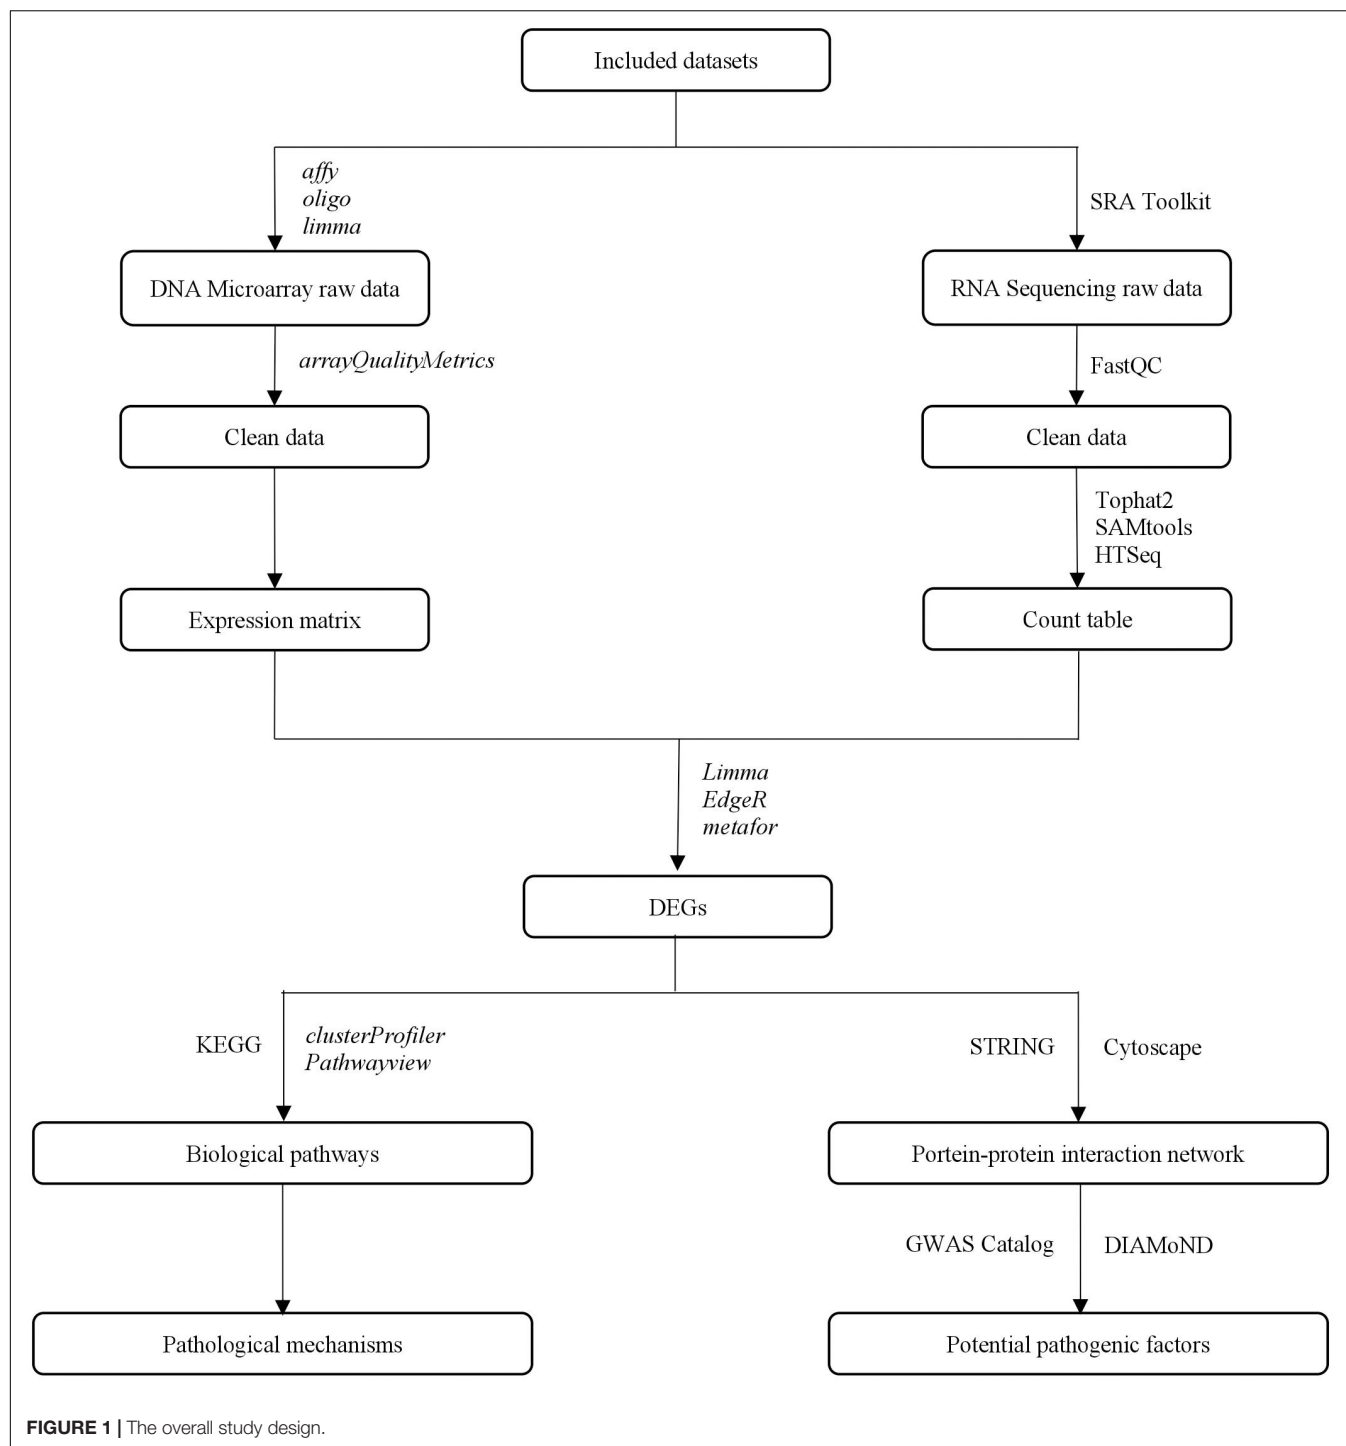 Included datasets
affy
oligo
limma
SRA Toolkit
DNA Microarray raw data
RNA Sequencing raw data
arrayQualityMetrics
FastQC
Clean data
Clean data
Tophat2
SAMtools
HTSeq
Expression matrix
Count table
Limma
EdgeR
metafor
DEGs
KEGG
clusterProfiler
Pathwayview
STRING
Cytoscape
Biological pathways
Portein-protein interaction network
GWAS Catalog
DIAMoND
Pathological mechanisms
Potential pathogenic factors
FIGURE 1 | The overall study design.